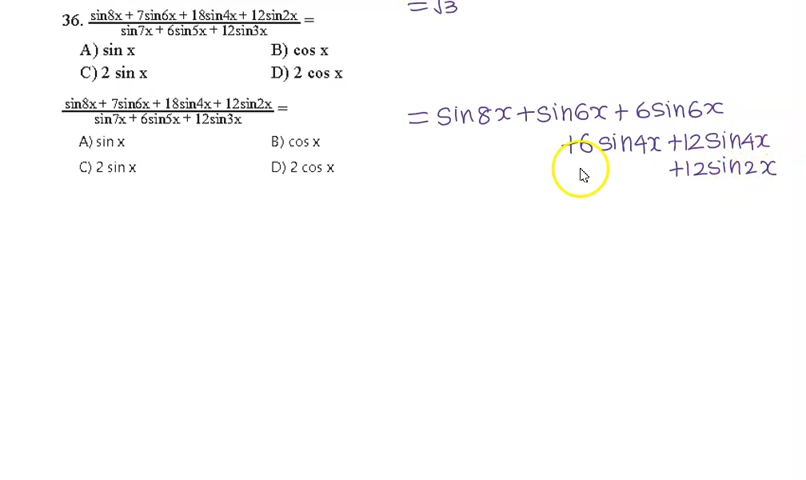 = √3
36. sin8x + 7sin6x + 18sin4x + 12sin2x / sin7x + 6sin5x + 12sin3x =
A) sin x B) cos x
C) 2 sin x D) 2 cos x
sin8x + 7sin6x + 18sin4x + 12sin2x / sin7x + 6sin5x + 12sin3x =
A) sin x B) cos x
C) 2 sin x D) 2 cos x
= sin8x + sin6x + 6sin6x
+6 sin4x +12sin4x
+12sin2x